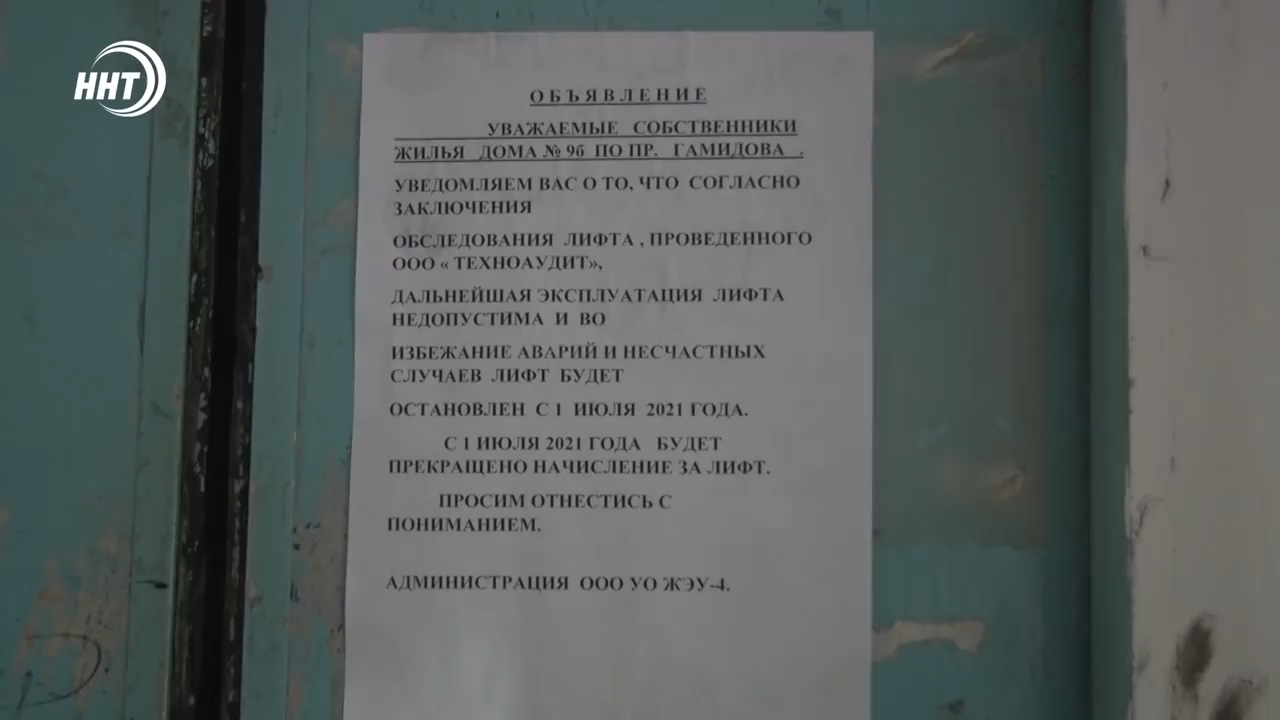 ННТ
ОБЪЯВЛЕНИЕ
УВАЖАЕМЫЕ СОБСТВЕННИКИ
ЖИЛЬЯ ДОМА № 9б ПО ПР. ГАМИДОВА .
УВЕДОМЛЯЕМ ВАС О ТО, ЧТО СОГЛАСНО
ЗАКЛЮЧЕНИЯ
ОБСЛЕДОВАНИЯ ЛИФТА , ПРОВЕДЕННОГО
ООО « ТЕХНОАУДИТ»,
ДАЛЬНЕЙШАЯ ЭКСПЛУАТАЦИЯ ЛИФТА
НЕДОПУСТИМА И ВО
ИЗБЕЖАНИЕ АВАРИЙ И НЕСЧАСТНЫХ
СЛУЧАЕВ ЛИФТ БУДЕТ
ОСТАНОВЛЕН С 1 ИЮЛЯ 2021 ГОДА.
С 1 ИЮЛЯ 2021 ГОДА БУДЕТ
ПРЕКРАЩЕНО НАЧИСЛЕНИЕ ЗА ЛИФТ.
ПРОСИМ ОТНЕСТИСЬ С
ПОНИМАНИЕМ.
АДМИНИСТРАЦИЯ ООО УО ЖЭУ-4.